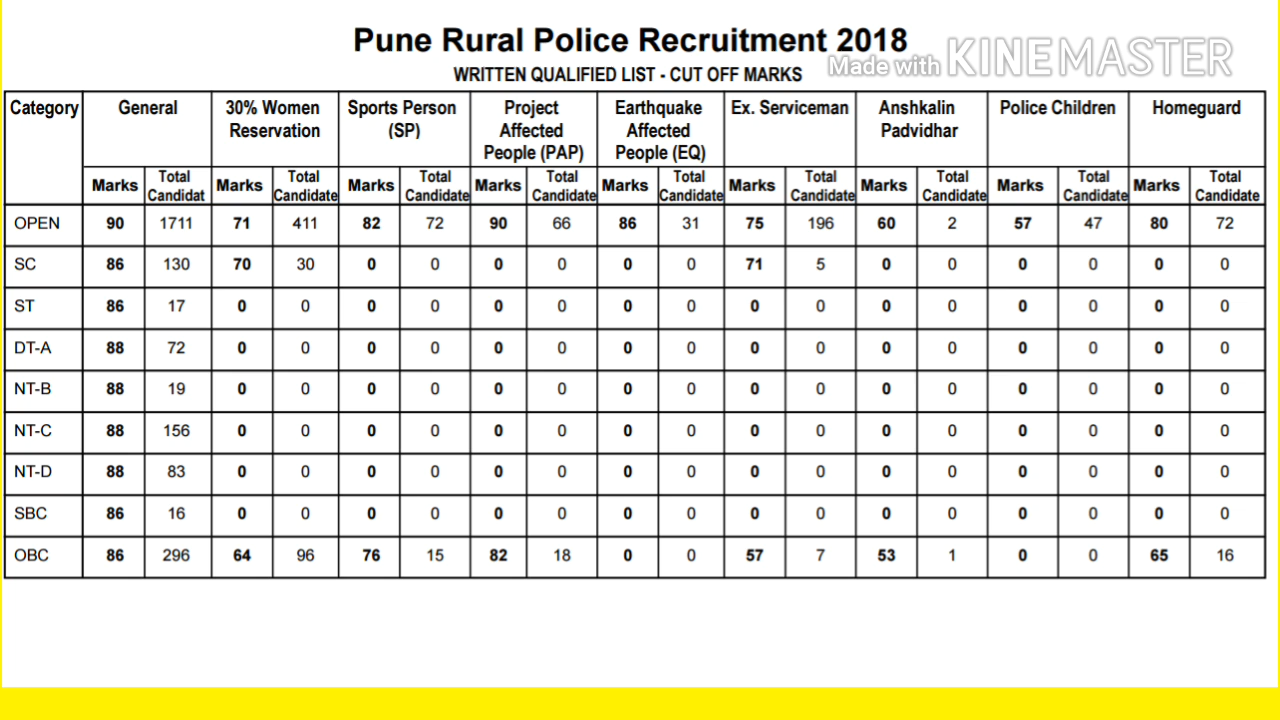 Pune Rural Police Recruitment 2018
Made with KINEMASTER
WRITTEN QUALIFIED LIST - CUT OFF MARKS
Category General 30% Women Reservation Sports Person (SP) Project Affected People (PAP) Earthquake Affected People (EQ) Ex. Serviceman Anshkalin Padvidhar Police Children Homeguard
Marks Total Candidat Marks Total Candidate Marks Total Candidate Marks Total Candidate Marks Total Candidate Marks Total Candidate Marks Total Candidate Marks Total Candidate Marks Total Candidate
OPEN 90 1711 71 411 82 72 90 66 86 31 75 196 60 2 57 47 80 72
SC 86 130 70 30 0 0 0 0 0 0 71 5 0 0 0 0 0 0
ST 86 17 0 0 0 0 0 0 0 0 0 0 0 0 0 0 0 0
DT-A 88 72 0 0 0 0 0 0 0 0 0 0 0 0 0 0 0 0
NT-B 88 19 0 0 0 0 0 0 0 0 0 0 0 0 0 0 0 0
NT-C 88 156 0 0 0 0 0 0 0 0 0 0 0 0 0 0 0 0
NT-D 88 83 0 0 0 0 0 0 0 0 0 0 0 0 0 0 0 0
SBC 86 16 0 0 0 0 0 0 0 0 0 0 0 0 0 0 0 0
OBC 86 296 64 96 76 15 82 18 0 0 57 7 53 1 0 0 65 16